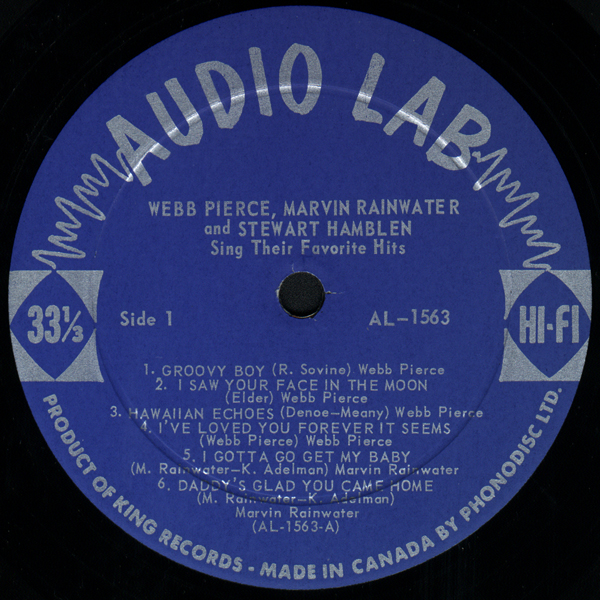 AUDIO LAB
WEBB PIERCE, MARVIN RAINWATER
and STEWART HAMBLEN
Sing Their Favorite Hits
33⅓
Side 1
AL-1563
HI-FI
1. GROOVY BOY (R. Sovine) Webb Pierce
2. I SAW YOUR FACE IN THE MOON
(Elder) Webb Pierce
3. HAWAIIAN ECHOES (Denoe-Meany) Webb Pierce
4. I'VE LOVED YOU FOREVER IT SEEMS
(Webb Pierce) Webb Pierce
5. I GOTTA GO GET MY BABY
(M. Rainwater-K. Adelman) Marvin Rainwater
6. DADDY'S GLAD YOU CAME HOME
(M. Rainwater-K. Adelman)
Marvin Rainwater
(AL-1563-A)
PRODUCT OF KING RECORDS - MADE IN CANADA BY PHONODISC LTD.